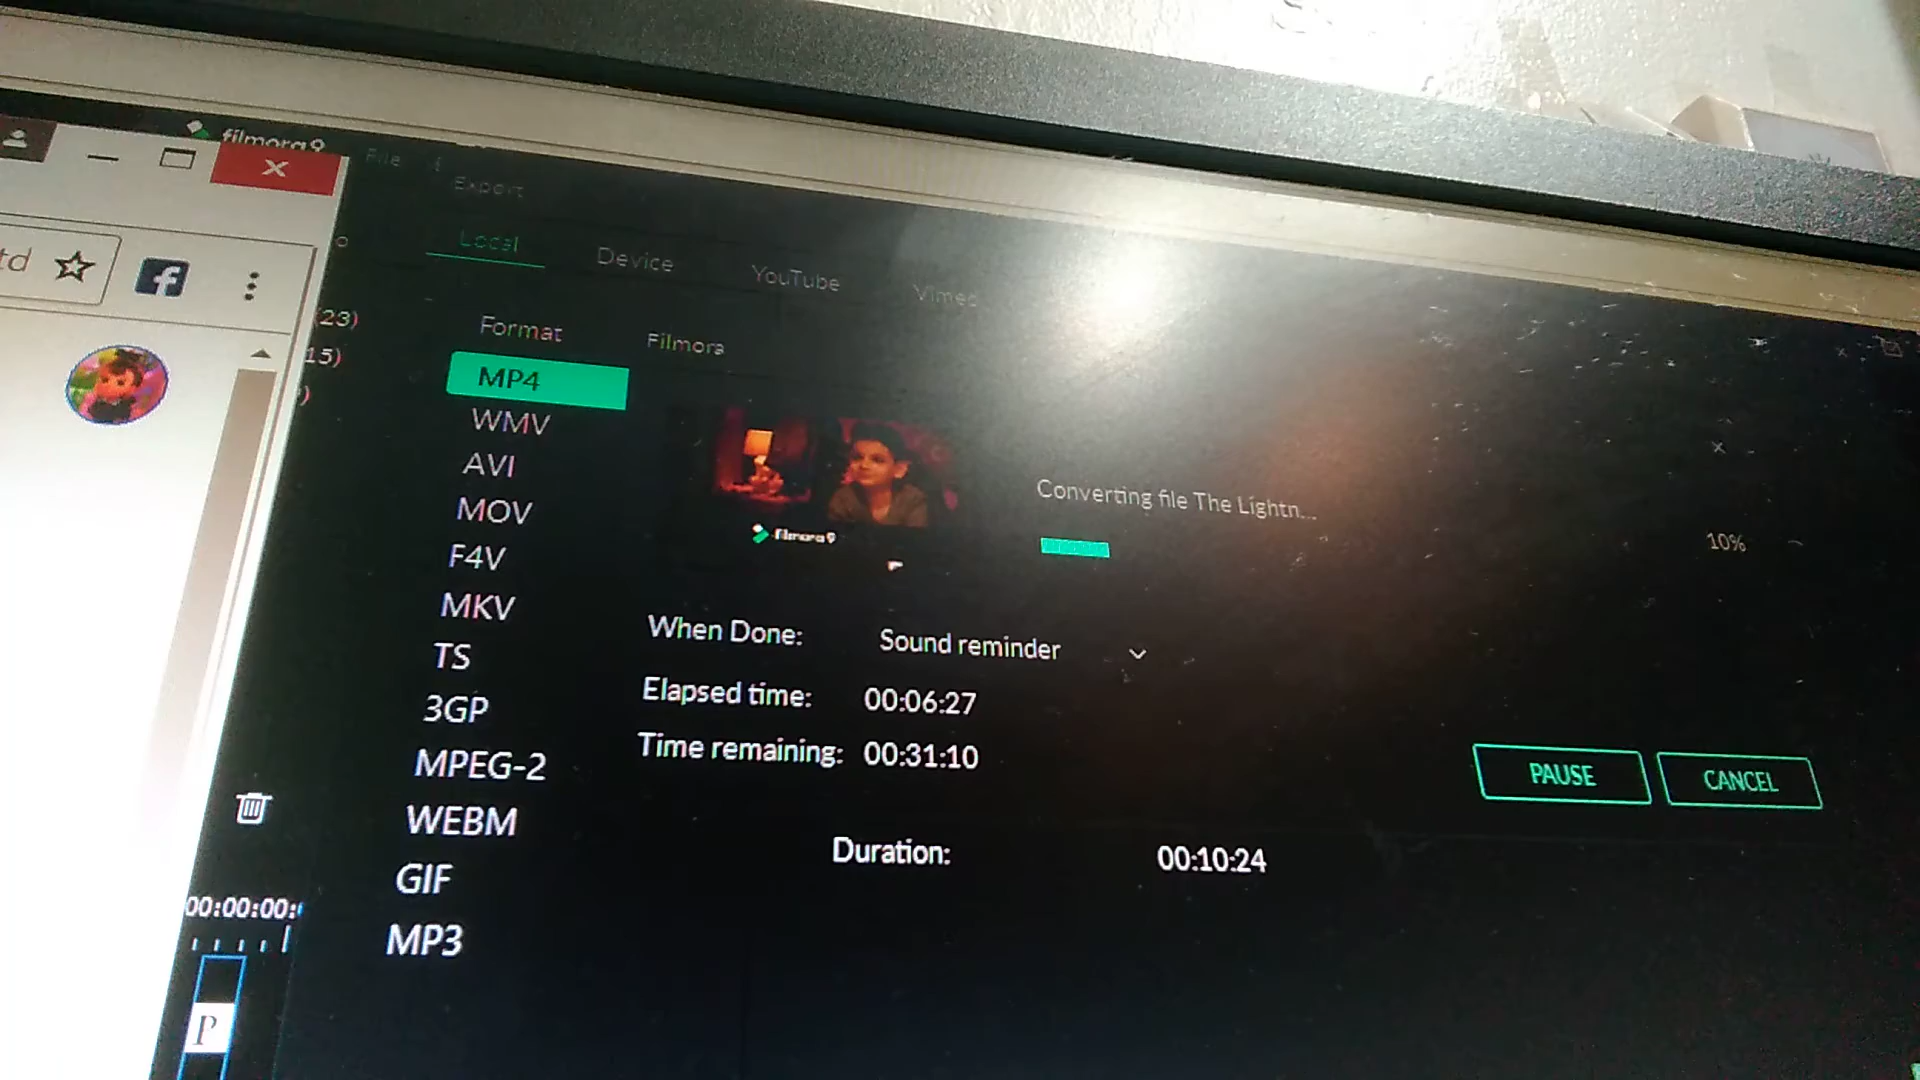 filmora9
File
Export
td
Local
Device
YouTube
Vimeo
(23)
15)
)
Format
Filmora
MP4
WMV
AVI
MOV
F4V
MKV
TS
3GP
MPEG-2
WEBM
GIF
MP3
filmora9
Converting file The Lightn...
10%
When Done: Sound reminder
Elapsed time: 00:06:27
Time remaining: 00:31:10
PAUSE
CANCEL
Duration: 00:10:24
00:00:00:
P